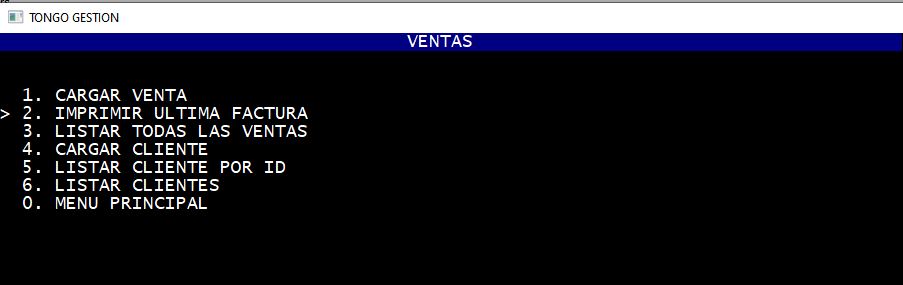 TONGO GESTION
VENTAS
1. CARGAR VENTA
> 2. IMPRIMIR ULTIMA FACTURA
3. LISTAR TODAS LAS VENTAS
4. CARGAR CLIENTE
5. LISTAR CLIENTE POR ID
6. LISTAR CLIENTES
0. MENU PRINCIPAL